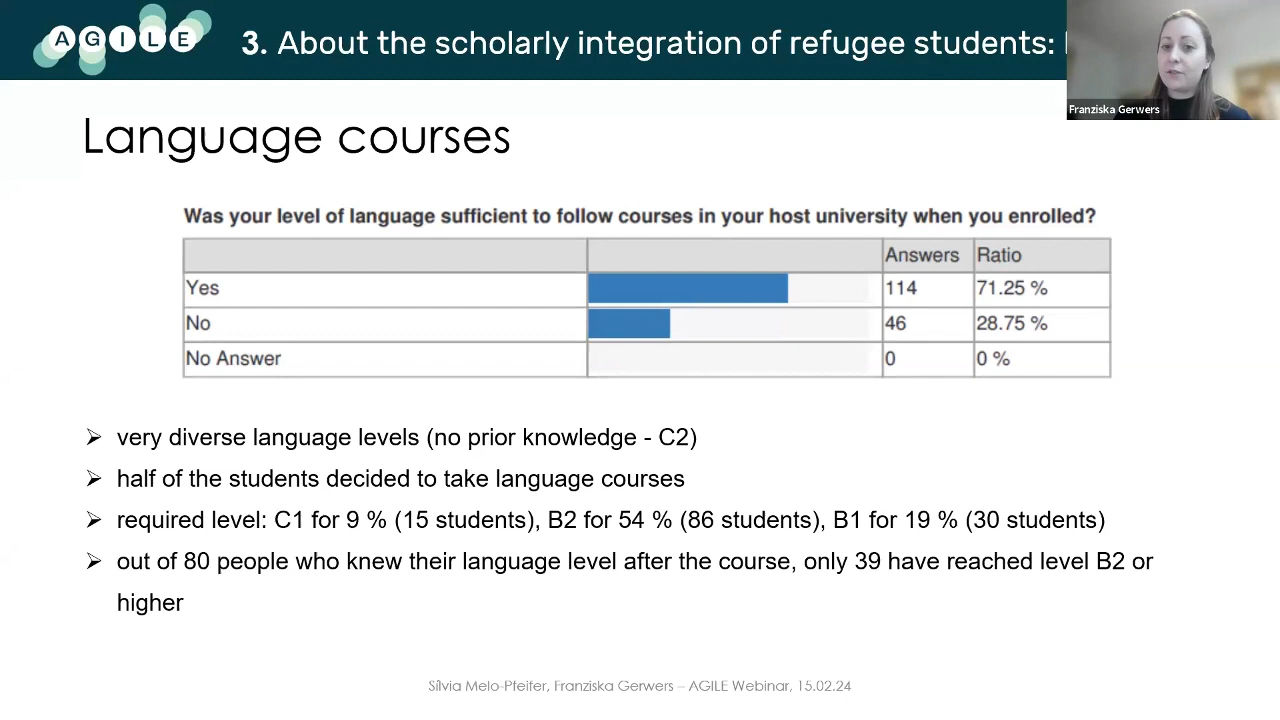 AGILE
3. About the scholarly integration of refugee students:
Franziska Gerwers
Language courses
Was your level of language sufficient to follow courses in your host university when you enrolled?
Answers Ratio
Yes 114 71.25 %
No 46 28.75 %
No Answer 0 0 %
➢ very diverse language levels (no prior knowledge - C2)
➢ half of the students decided to take language courses
➢ required level: C1 for 9 % (15 students), B2 for 54 % (86 students), B1 for 19 % (30 students)
➢ out of 80 people who knew their language level after the course, only 39 have reached level B2 or
higher
Sílvia Melo-Pfeifer, Franziska Gerwers – AGILE Webinar, 15.02.24